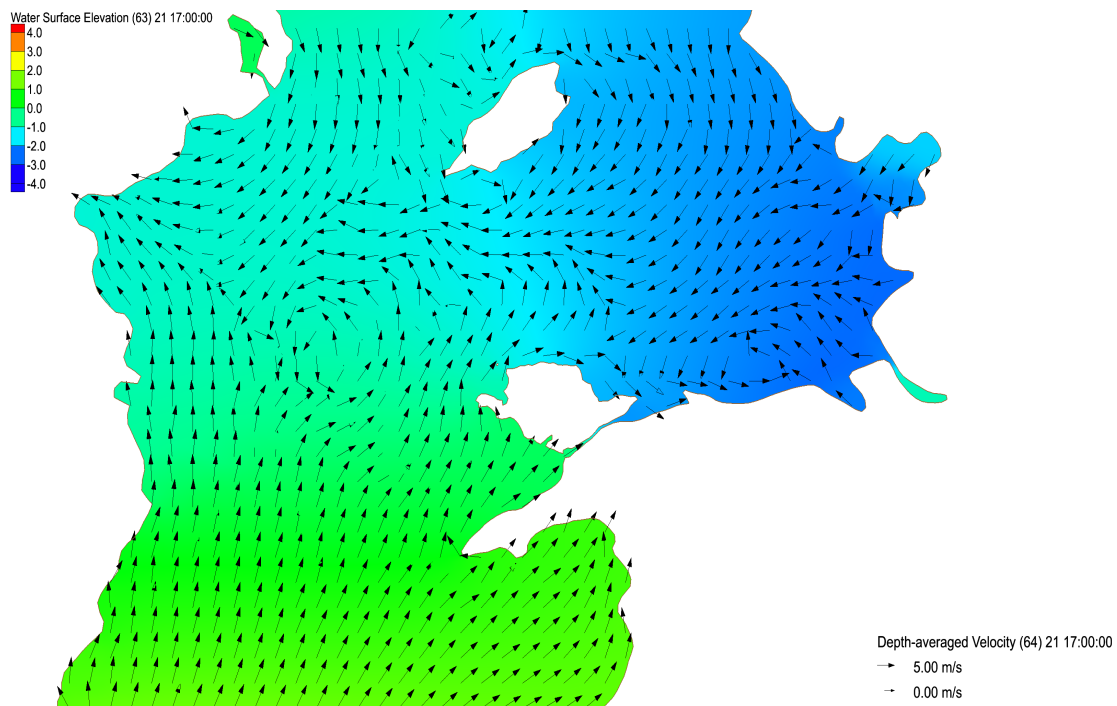 Water Surface Elevation (63) 21 17:00:00
4.0
3.0
2.0
1.0
0.0
-1.0
-2.0
-3.0
-4.0
Depth-averaged Velocity (64) 21 17:00:00
5.00 m/s
0.00 m/s